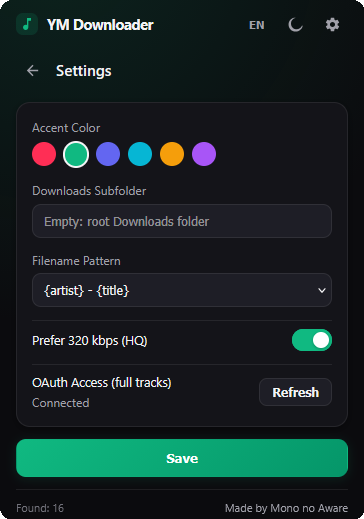 YM Downloader
EN
Settings
Accent Color
Downloads Subfolder
Empty: root Downloads folder
Filename Pattern
{artist} - {title}
Prefer 320 kbps (HQ)
OAuth Access (full tracks)
Connected
Refresh
Save
Found: 16
Made by Mono no Aware